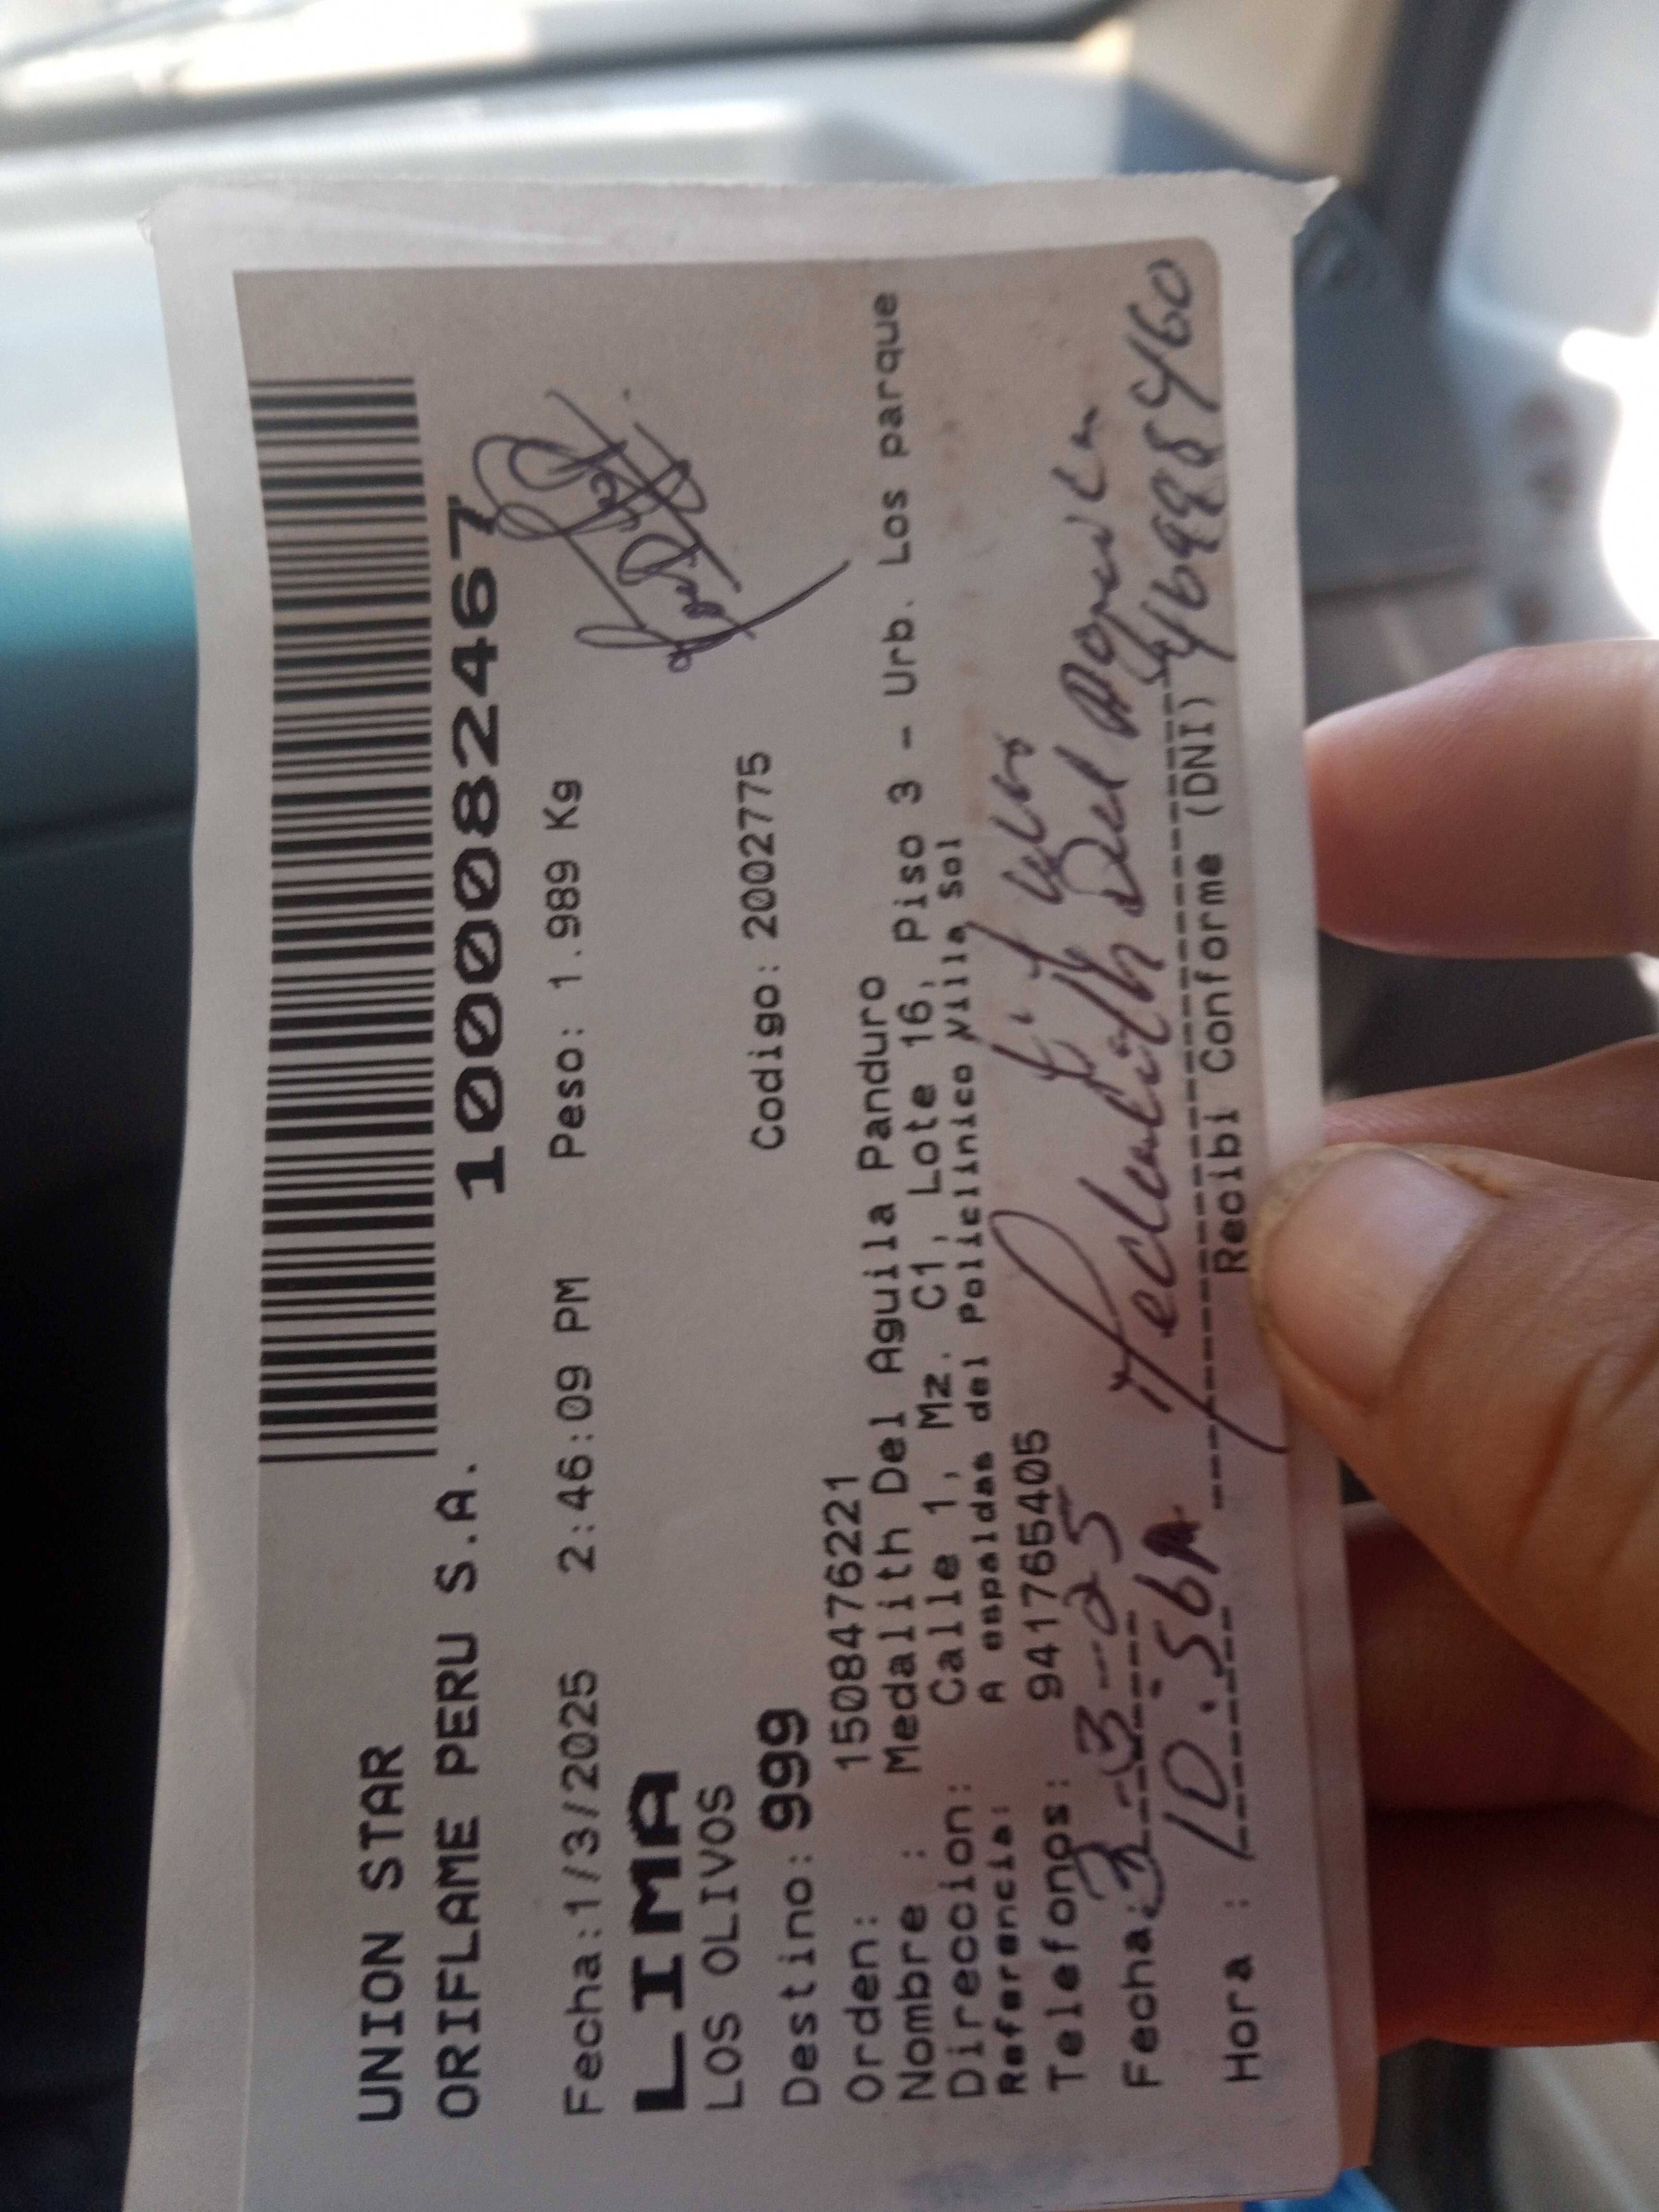 UNION STAR
ORIFLAME PERU S.A.
1000082467
Fecha:1/3/2025 2:46:09 PM Peso: 1.989 Kg
LIMA
LOS OLIVOS
Destino: 999 Codigo: 2002775
Orden: 15084476221
Nombre : Medalith Del Aguila Panduro
Direccion: Calle 1, Mz. C1, Lote 16, Piso 3 - Urb. Los parque
Referencia: A espaldas del Policlinico Villa Sol
Telefonos: 941765405
Fecha: 3-3-25
Hora : 10:56A
Recibi Conforme (DNI)